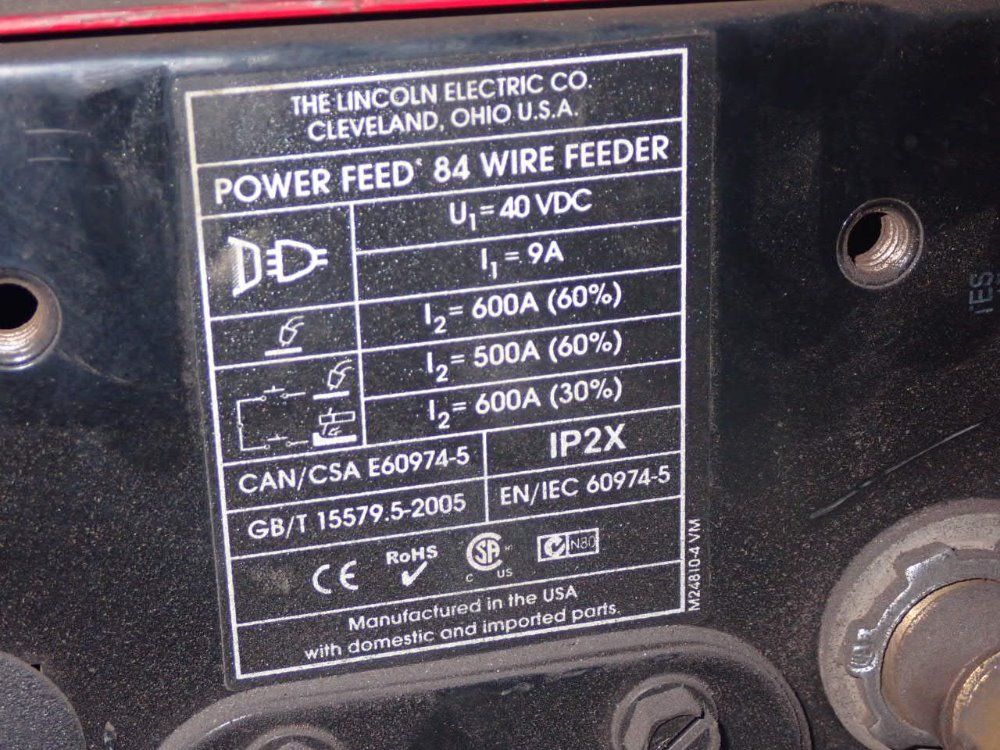 THE LINCOLN ELECTRIC CO.
CLEVELAND, OHIO U.S.A.
POWER FEED® 84 WIRE FEEDER
U₁ = 40 VDC
I₁ = 9A
I₂ = 600A (60%)
I₂ = 500A (60%)
I₂ = 600A (30%)
CAN/CSA E60974-5
IP2X
GB/T 15579.5-2005
EN/IEC 60974-5
CE
RoHS
SA
C US
N80
Manufactured in the USA
with domestic and imported parts.
M24810-4 VM